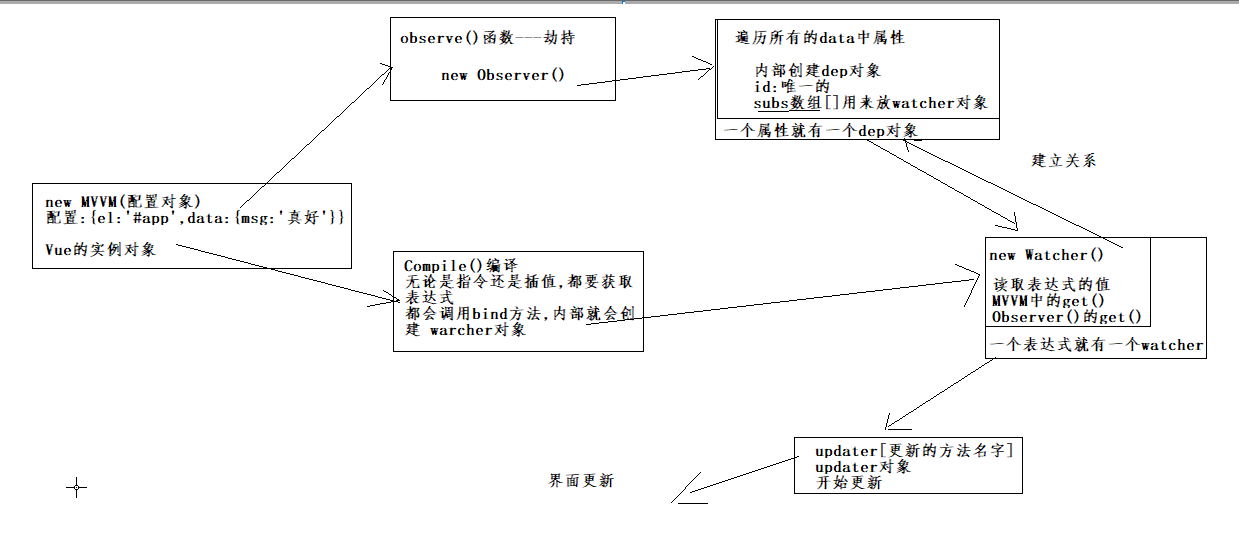 observe()函数---劫持
new Observer()
遍历所有的data中属性
内部创建dep对象
id:唯一的
subs数组[]用来放watcher对象
一个属性就有一个dep对象
建立关系
new MVVM(配置对象)
配置:{el:'#app',data:{msg:'真好'}}
Vue的实例对象
Compile()编译
无论是指令还是插值,都要获取
表达式
都会调用bind方法,内部就会创
建 warcher对象
new Watcher()
读取表达式的值
MVVM中的get()
Observer()的get()
一个表达式就有一个watcher
updater[更新的方法名字]
updater对象
开始更新
界面更新